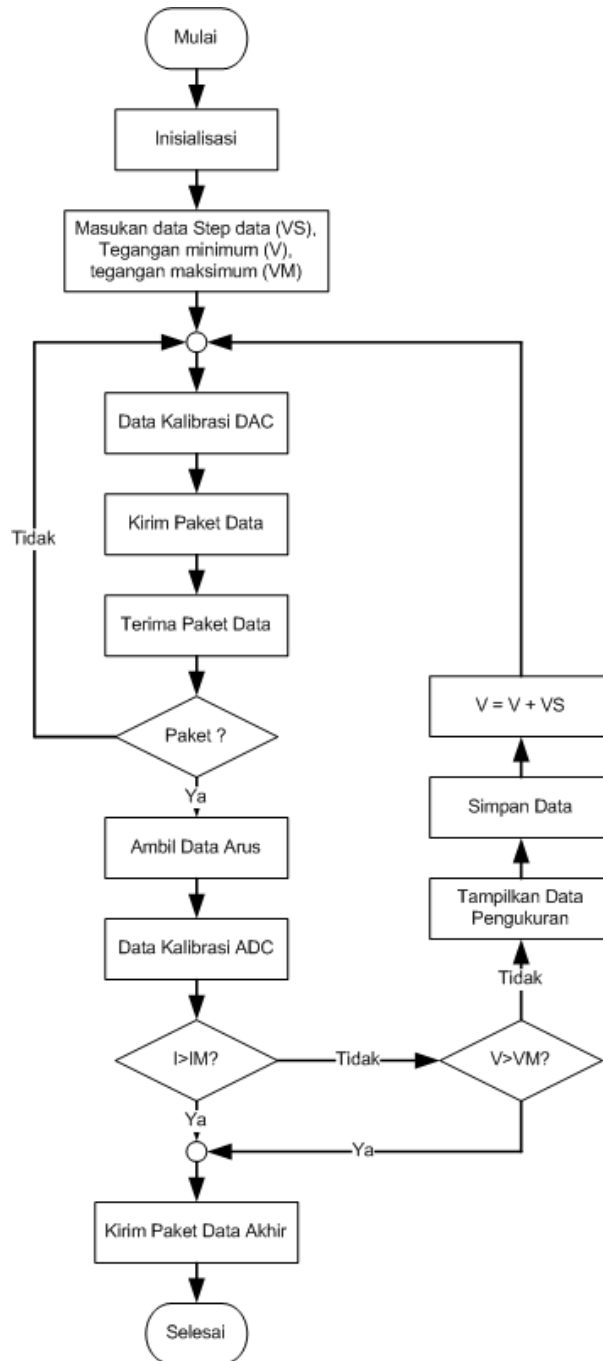 Mulai
Inisialisasi
Masukan data Step data (VS),
Tegangan minimum (V),
tegangan maksimum (VM)
Data Kalibrasi DAC
Kirim Paket Data
Tidak
Terima Paket Data
Paket ?
Ya
Ambil Data Arus
Data Kalibrasi ADC
I>IM?
Tidak
V>VM?
Tidak
Tampilkan Data
Pengukuran
Simpan Data
V = V + VS
Ya
Ya
Kirim Paket Data Akhir
Selesai